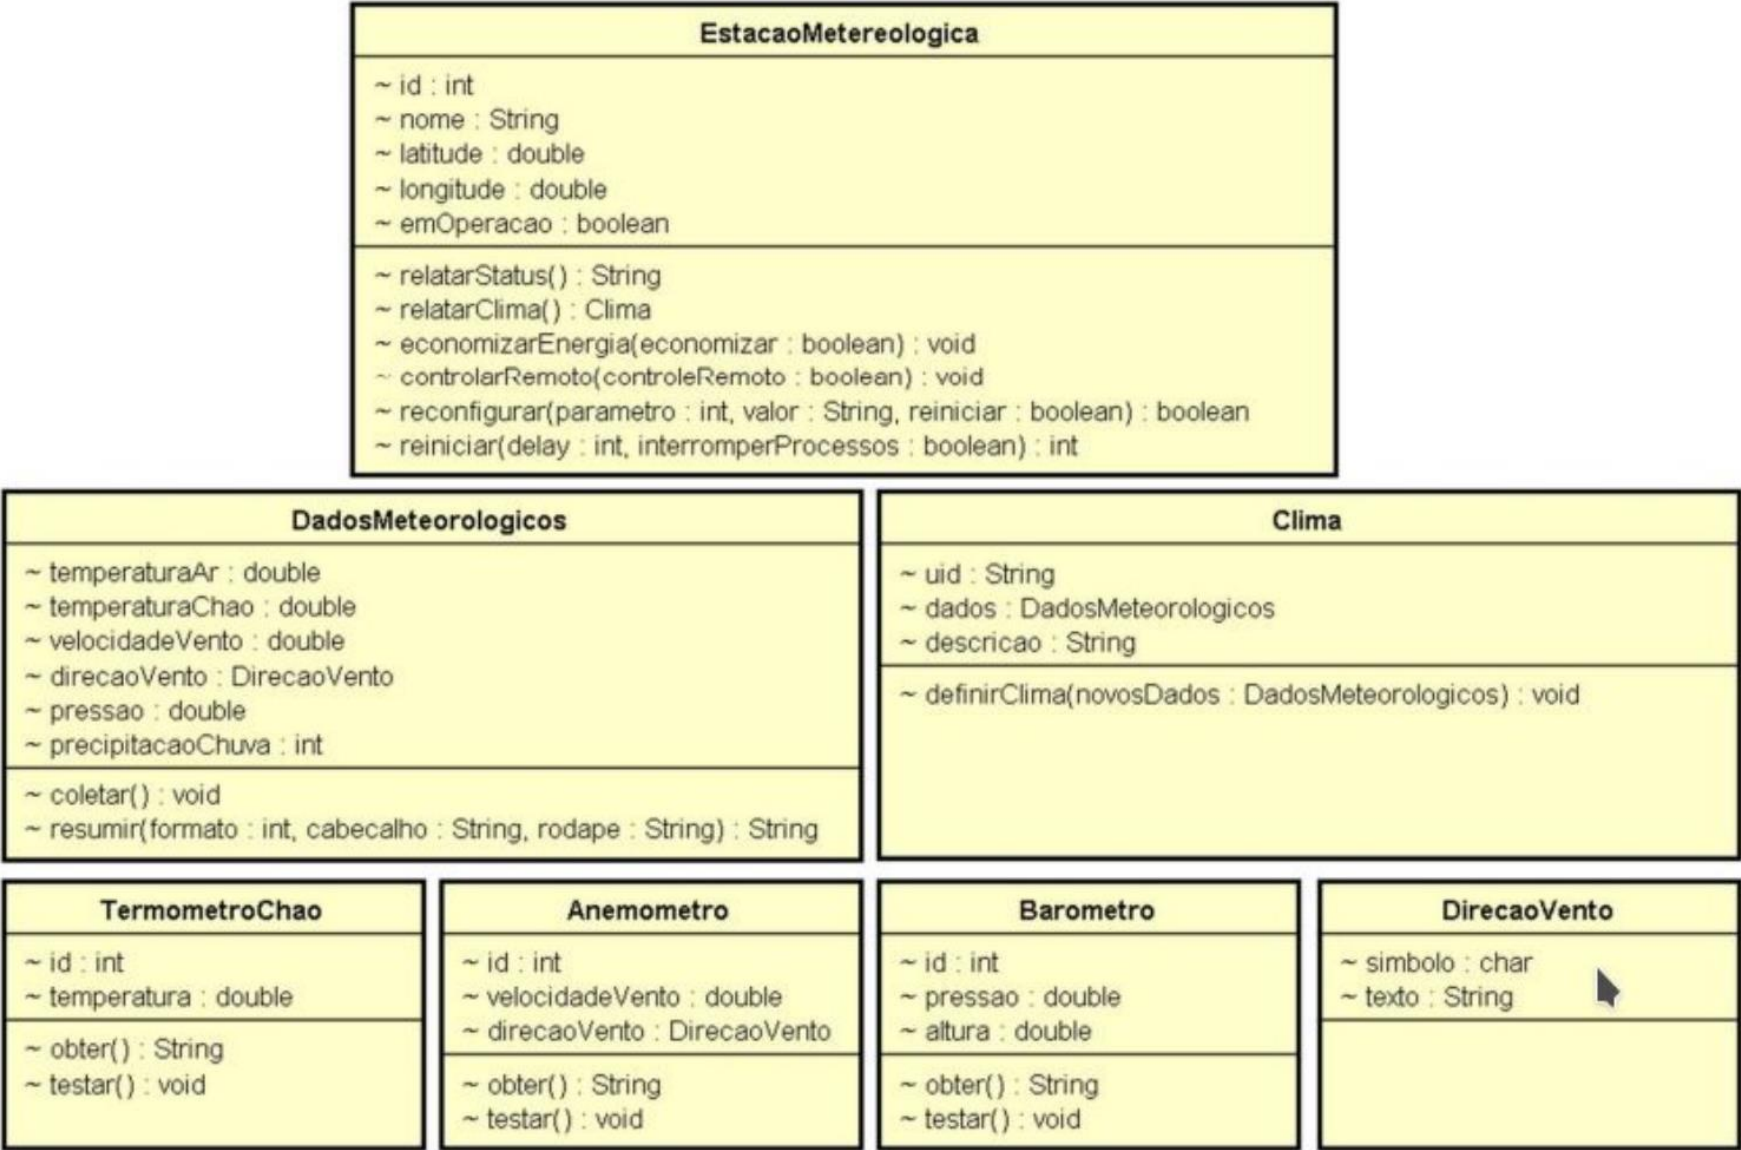 EstacaoMetereologica
~ id : int
~ nome : String
~ latitude : double
~ longitude : double
~ emOperacao : boolean
~ relatarStatus() : String
~ relatarClima() : Clima
~ economizarEnergia(economizar : boolean) : void
~ controlarRemoto(controleRemoto : boolean) : void
~ reconfigurar(parametro : int, valor : String, reiniciar : boolean) : boolean
~ reiniciar(delay : int, interromperProcessos : boolean) : int
DadosMeteorologicos
~ temperaturaAr : double
~ temperaturaChao : double
~ velocidadeVento : double
~ direcaoVento : DirecaoVento
~ pressao : double
~ precipitacaoChuva : int
~ coletar() : void
~ resumir(formato : int, cabecalho : String, rodape : String) : String
Clima
~ uid : String
~ dados : DadosMeteorologicos
~ descricao : String
~ definirClima(novosDados : DadosMeteorologicos) : void
TermometroChao
~ id : int
~ temperatura : double
~ obter() : String
~ testar() : void
Anemometro
~ id : int
~ velocidadeVento : double
~ direcaoVento : DirecaoVento
~ obter() : String
~ testar() : void
Barometro
~ id : int
~ pressao : double
~ altura : double
~ obter() : String
~ testar() : void
DirecaoVento
~ simbolo : char
~ texto : String